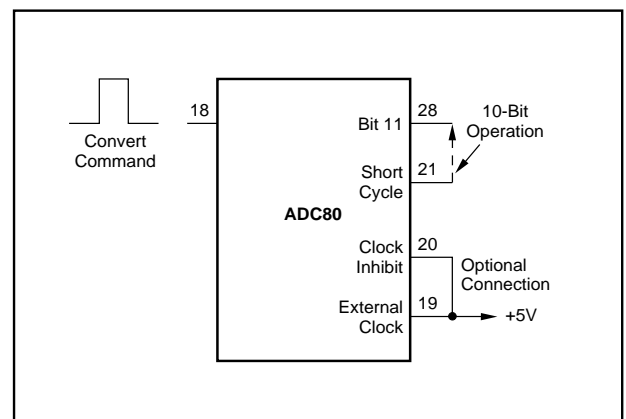 18
Convert
Command
ADC80
Bit 11
28
10-Bit
Operation
Short
Cycle
21
Clock
Inhibit
20
Optional
Connection
External
Clock
19
+5V